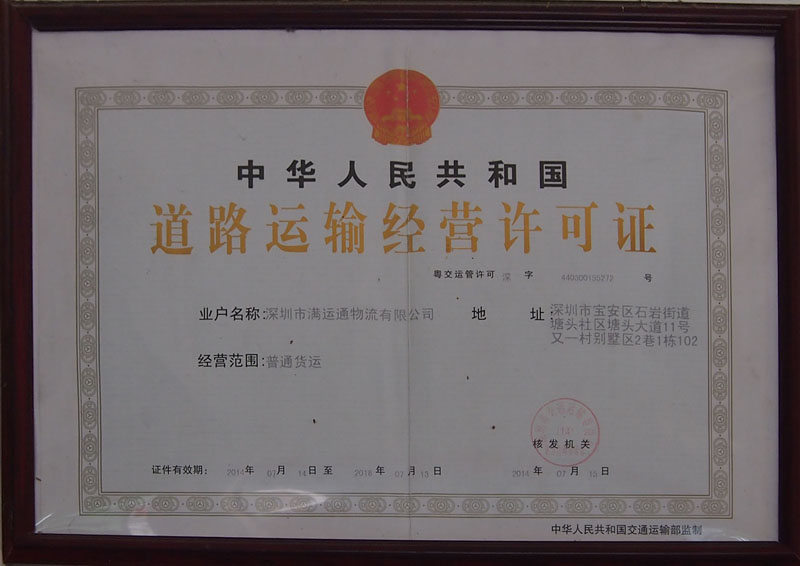 中华人民共和国
道路运输经营许可证
粤交运管许可 深 字 440300155272 号
业户名称:深圳市满运通物流有限公司
地 址:深圳市宝安区石岩街道
塘头社区塘头大道11号
又一村别墅区2巷1栋102
经营范围:普通货运
核发机关
证件有效期: 2014 年 07 月 14 日 至 2018 年 07 月 13 日
2014 年 07 月 15 日
中华人民共和国交通运输部监制